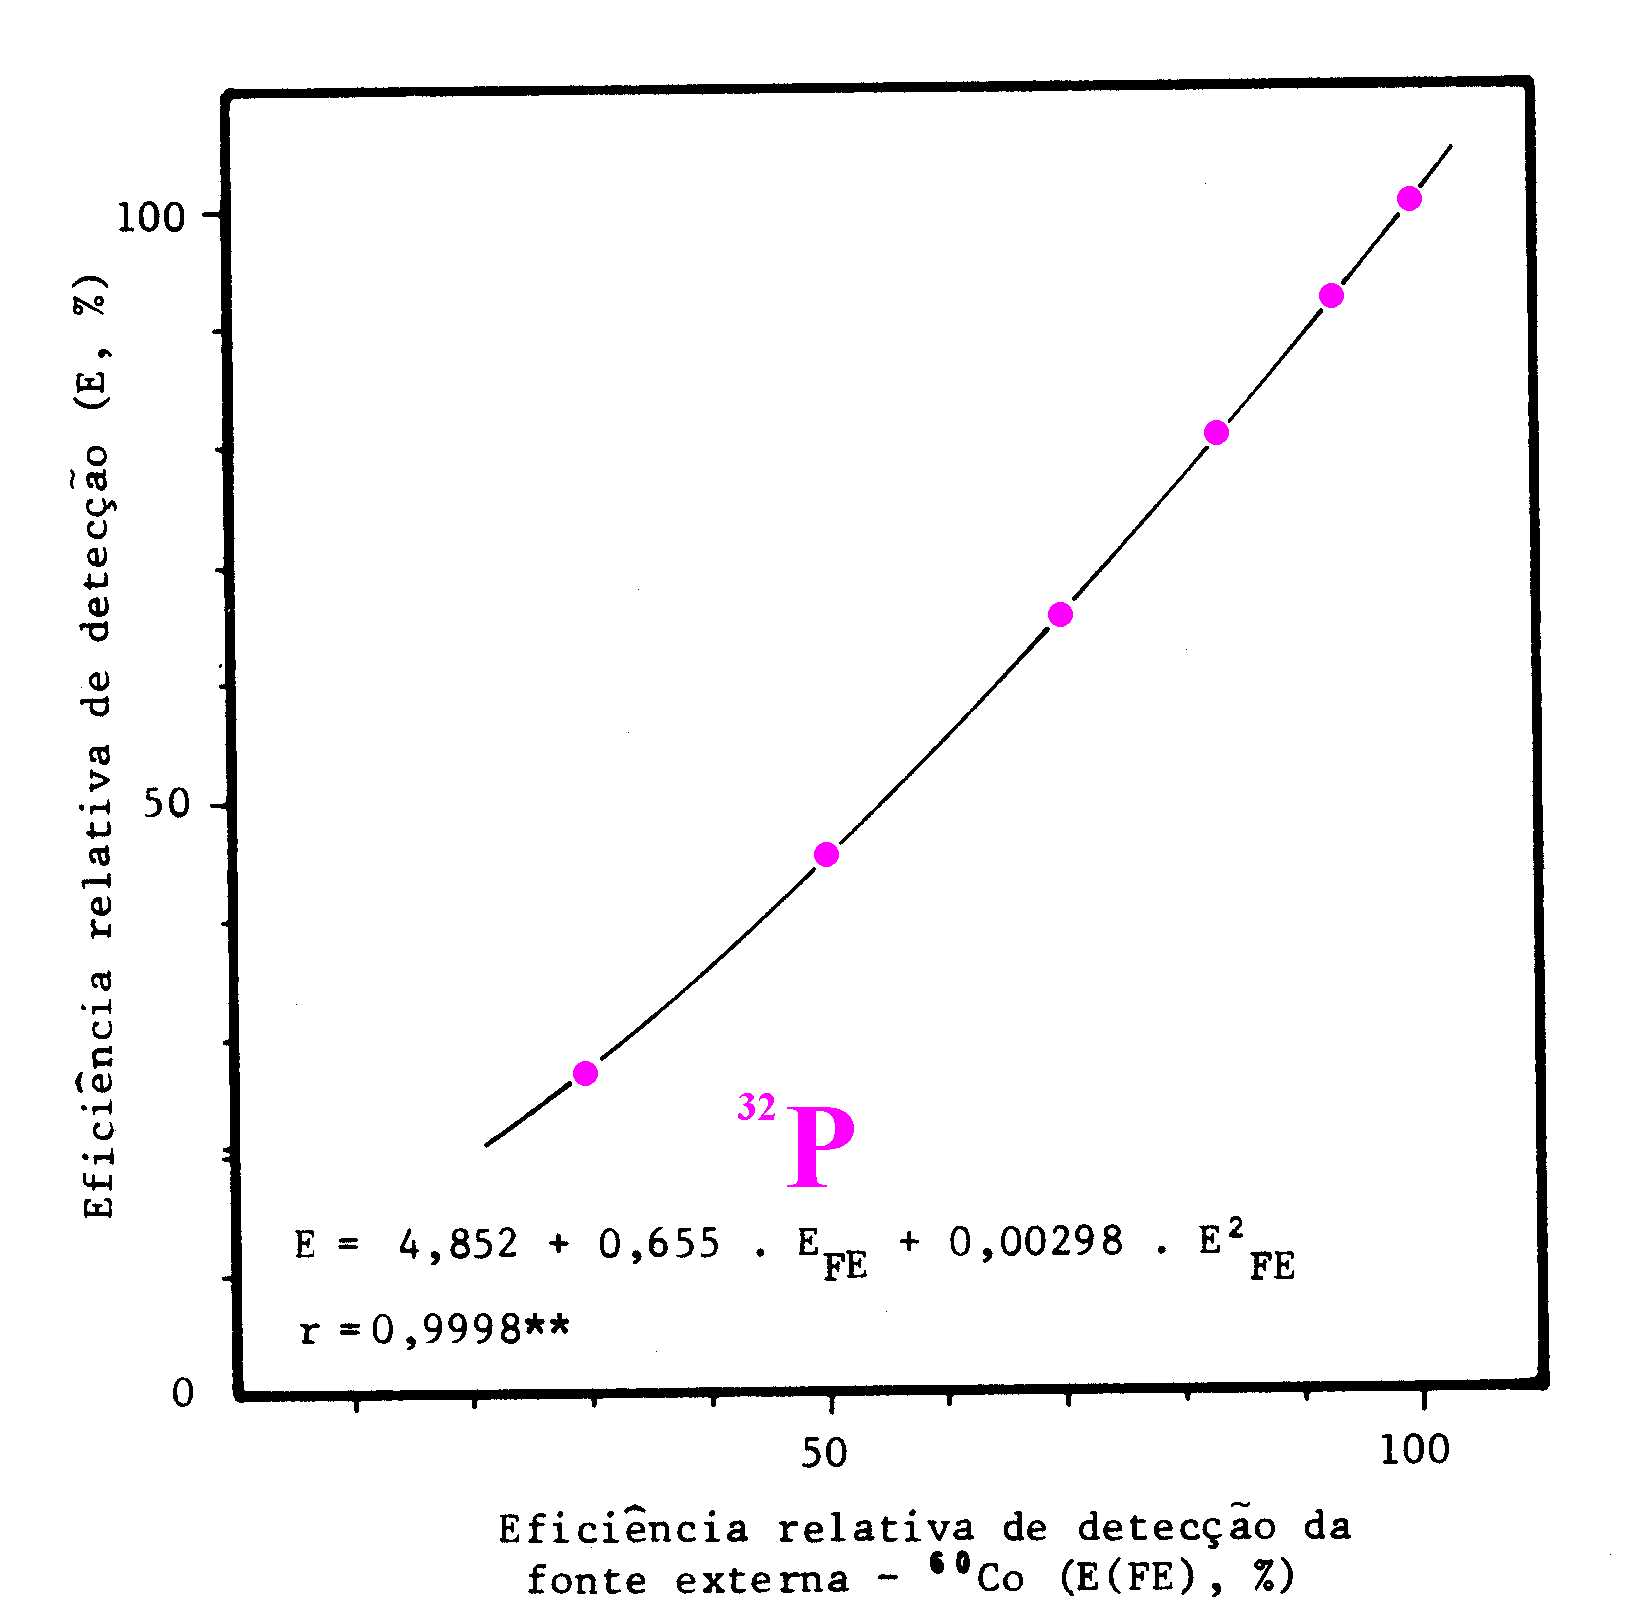 100
50
0
Eficiência relativa de detecção (E, %)
32P
E = 4,852 + 0,655 . EFE + 0,00298 . E2FE
r =0,9998**
50
100
Eficiência relativa de detecção da
fonte externa - 60Co (E(FE), %)